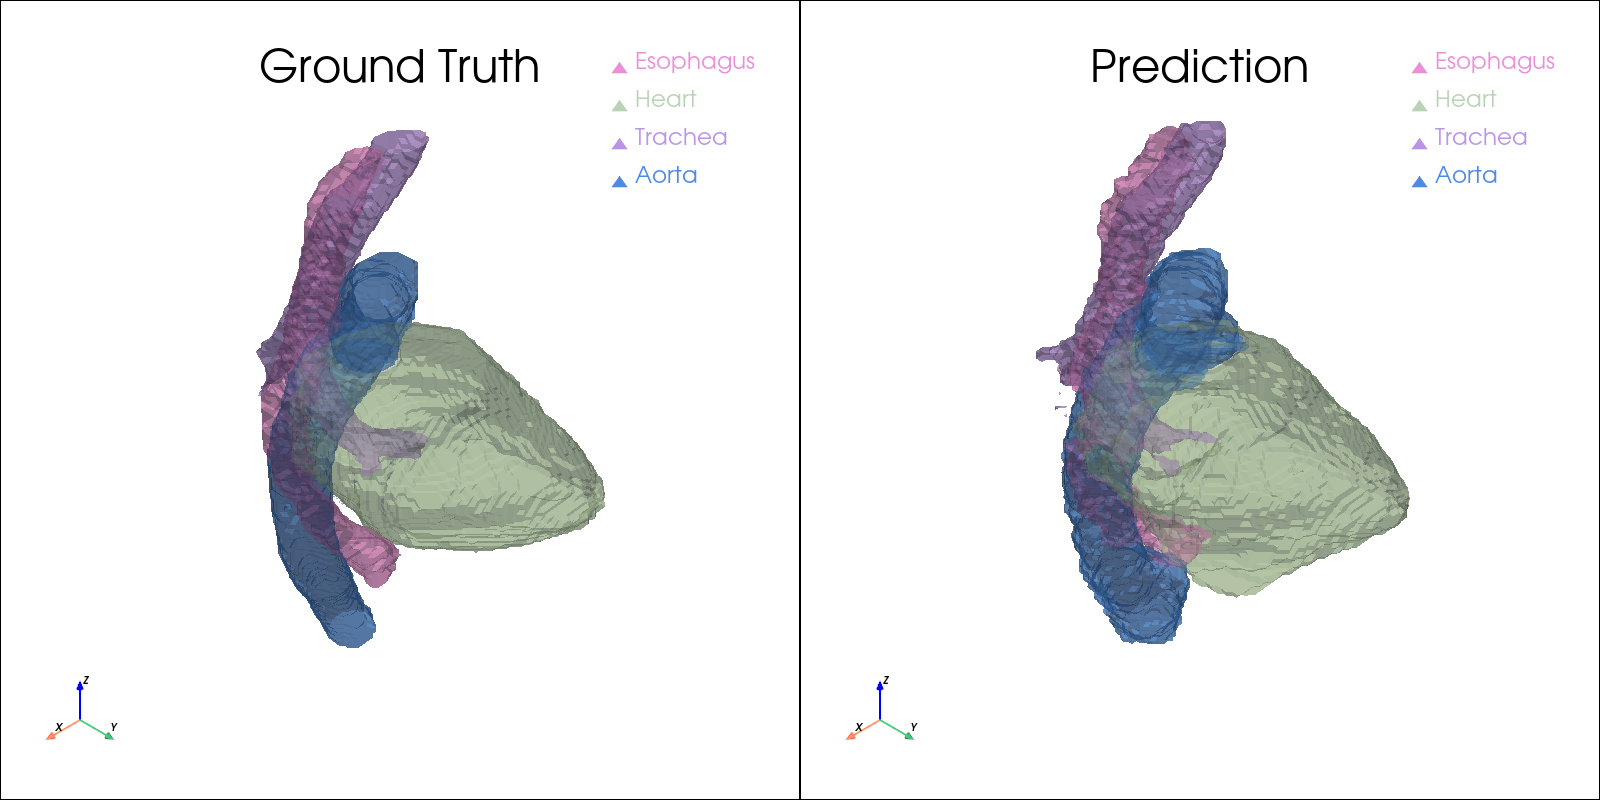 Ground Truth
Esophagus
Heart
Trachea
Aorta
Z
X
Y
Prediction
Esophagus
Heart
Trachea
Aorta
Z
X
Y